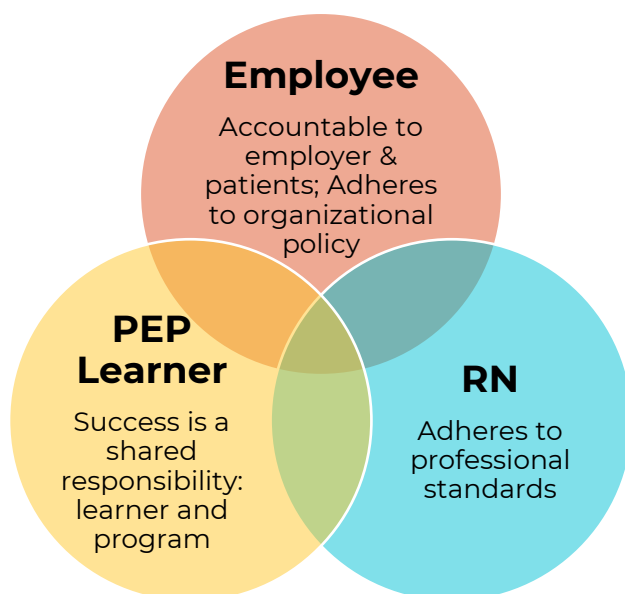 Employee
Accountable to
employer &
patients; Adheres
to organizational
policy
PEP
Learner
Success is a
shared
responsibility:
learner and
program
RN
Adheres to
professional
standards